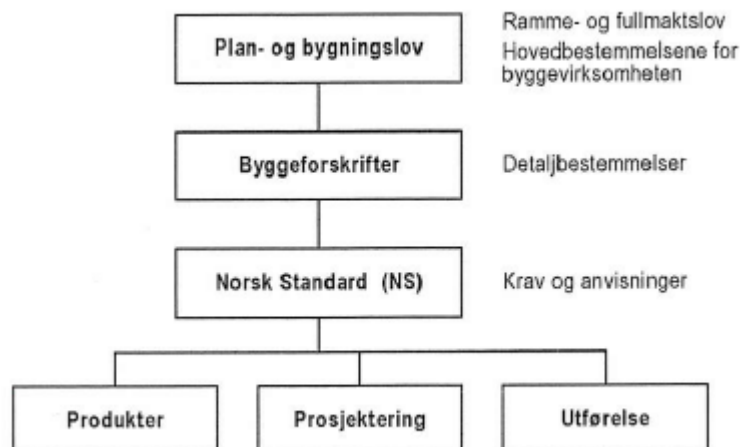 Plan- og bygningslov
Ramme- og fullmaktslov
Hovedbestemmelsene for
byggevirksomheten
Byggeforskrifter
Detaljbestemmelser
Norsk Standard (NS)
Krav og anvisninger
Produkter
Prosjektering
Utførelse